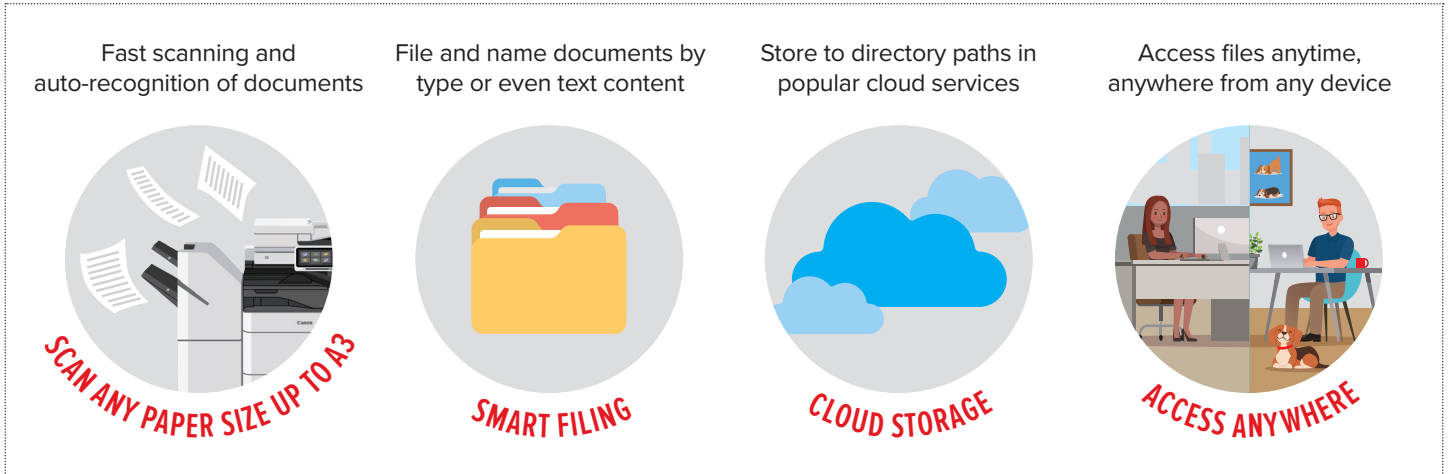 Fast scanning and
auto-recognition of documents
File and name documents by
type or even text content
Store to directory paths in
popular cloud services
Access files anytime,
anywhere from any device
Canon
SCAN ANY PAPER SIZE UP TO A3
SMART FILING
CLOUD STORAGE
ACCESS ANYWHERE